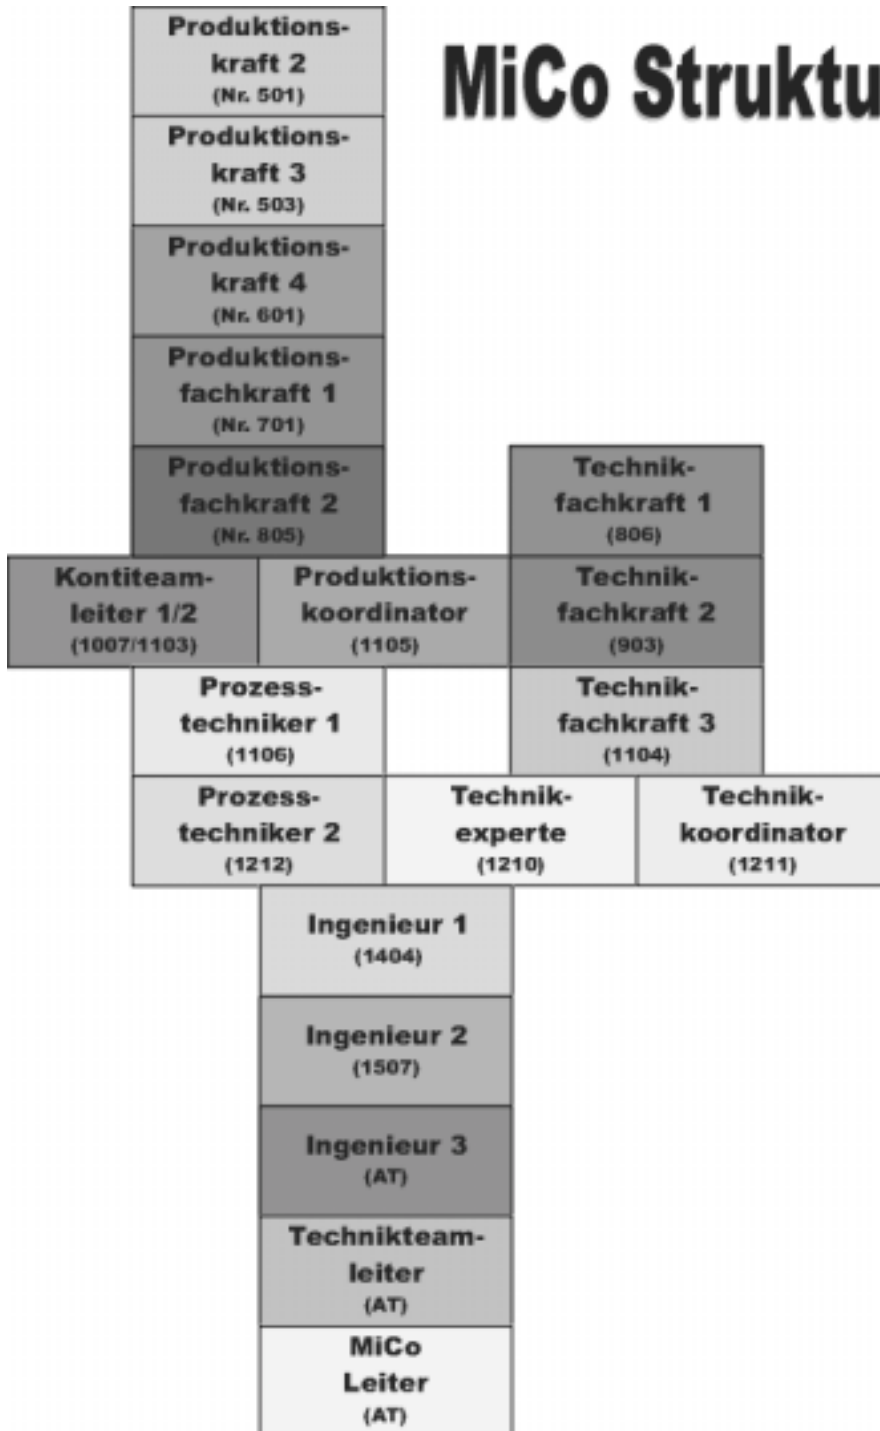 MiCo Struktu
Produktions-
kraft 2
(Nr. 501)
Produktions-
kraft 3
(Nr. 503)
Produktions-
kraft 4
(Nr. 601)
Produktions-
fachkraft 1
(Nr. 701)
Produktions-
fachkraft 2
(Nr. 805)
Technik-
fachkraft 1
(806)
Kontiteam-
leiter 1/2
(1007/1103)
Produktions-
koordinator
(1105)
Technik-
fachkraft 2
(903)
Prozess-
techniker 1
(1106)
Technik-
fachkraft 3
(1104)
Prozess-
techniker 2
(1212)
Technik-
experte
(1210)
Technik-
koordinator
(1211)
Ingenieur 1
(1404)
Ingenieur 2
(1507)
Ingenieur 3
(AT)
Technikteam-
leiter
(AT)
MiCo
Leiter
(AT)